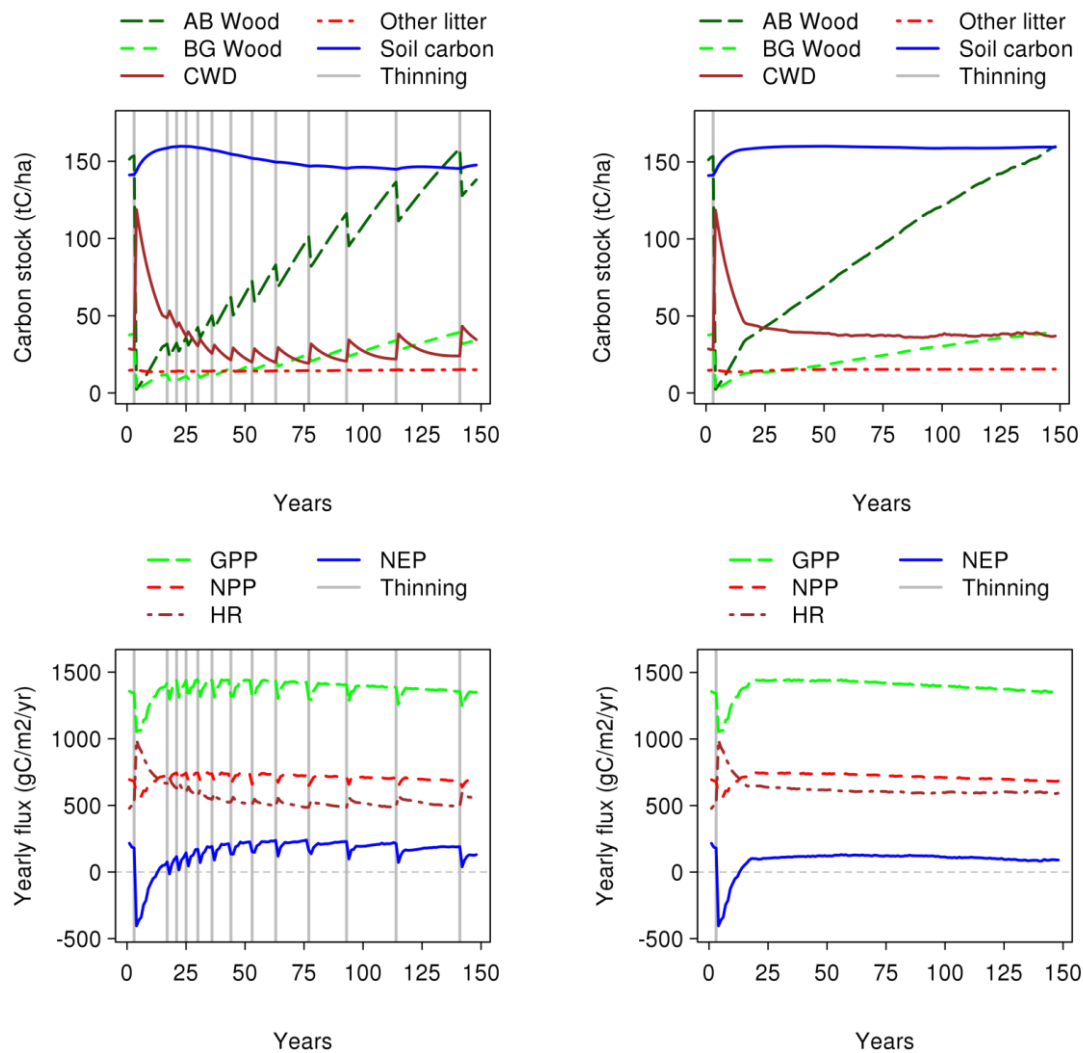 AB Wood Other litter
BG Wood Soil carbon
CWD Thinning
AB Wood Other litter
BG Wood Soil carbon
CWD Thinning
Carbon stock (tC/ha)
150
100
50
0
0 25 50 75 100 125 150
Years
Carbon stock (tC/ha)
150
100
50
0
0 25 50 75 100 125 150
Years
GPP NEP
NPP Thinning
HR
GPP NEP
NPP Thinning
HR
Yearly flux (gC/m2/yr)
1500
1000
500
0
-500
0 25 50 75 100 125 150
Years
Yearly flux (gC/m2/yr)
1500
1000
500
0
-500
0 25 50 75 100 125 150
Years